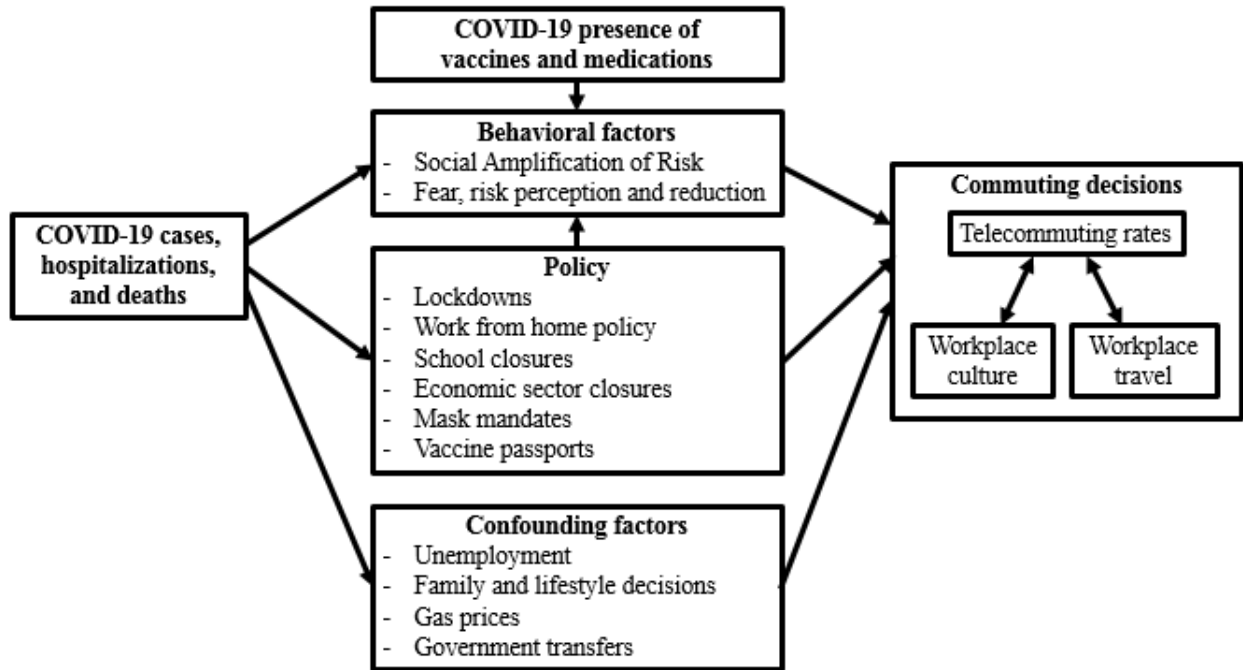 COVID-19 presence of
vaccines and medications
Behavioral factors
- Social Amplification of Risk
- Fear, risk perception and reduction
COVID-19 cases,
hospitalizations,
and deaths
Policy
- Lockdowns
- Work from home policy
- School closures
- Economic sector closures
- Mask mandates
- Vaccine passports
Confounding factors
- Unemployment
- Family and lifestyle decisions
- Gas prices
- Government transfers
Commuting decisions
Telecommuting rates
Workplace
culture
Workplace
travel